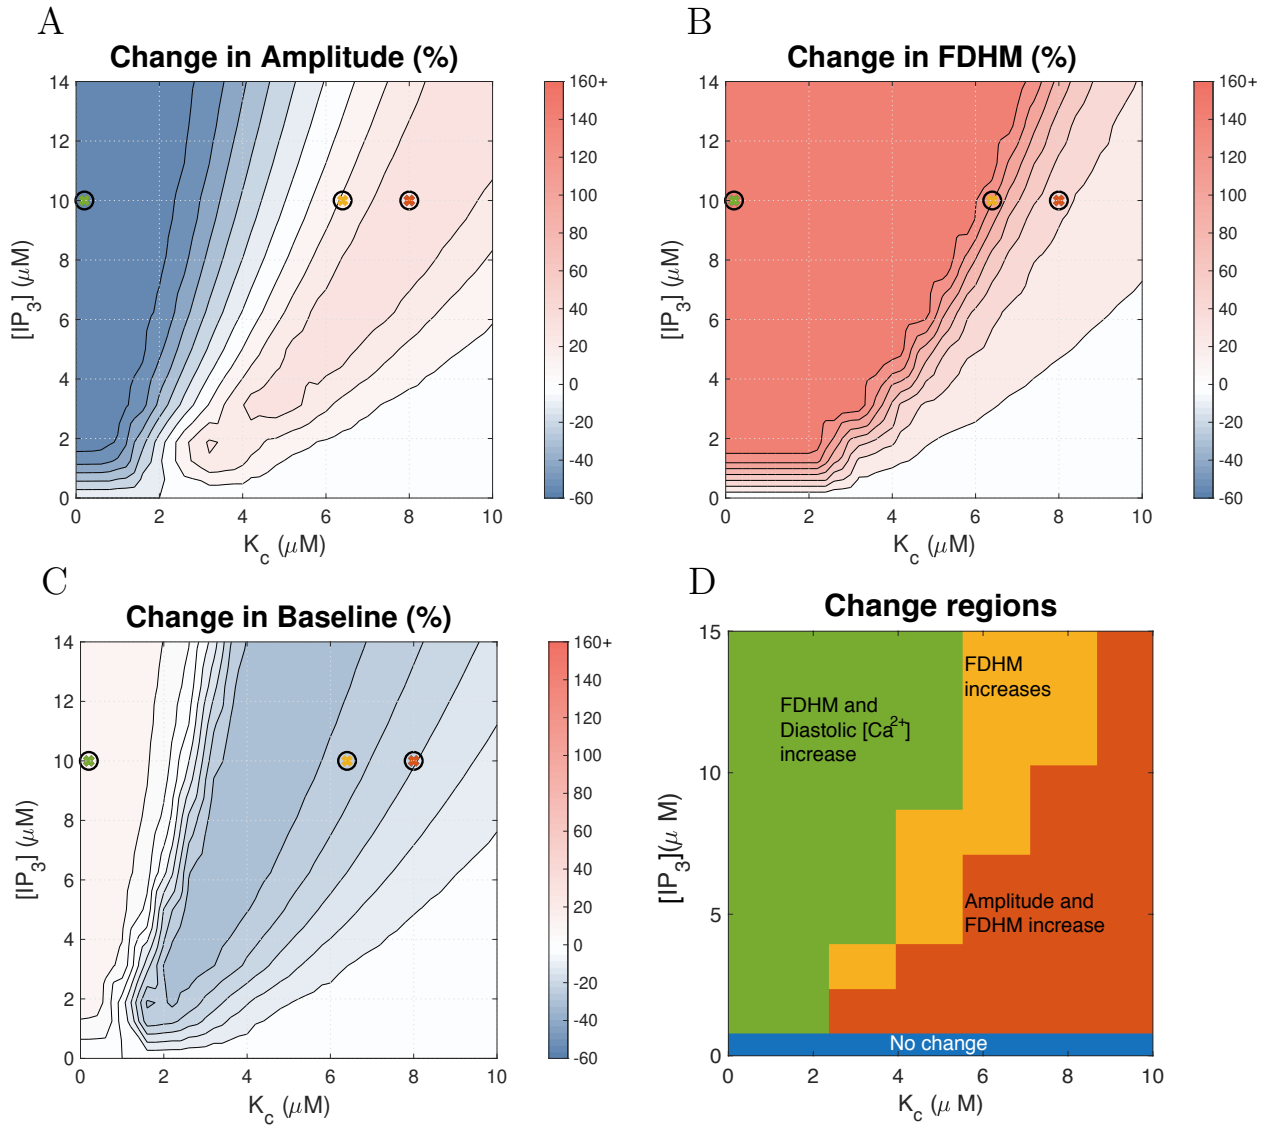 A
Change in Amplitude (%)
14
12
10
8
6
4
2
0
0 2 4 6 8 10
[IP3] (μM)
Kc (μM)
160+
140
120
100
80
60
40
20
0
-20
-40
-60
B
Change in FDHM (%)
14
12
10
8
6
4
2
0
0 2 4 6 8 10
[IP3] (μM)
Kc (μM)
160+
140
120
100
80
60
40
20
0
-20
-40
-60
C
Change in Baseline (%)
14
12
10
8
6
4
2
0
0 2 4 6 8 10
[IP3] (μM)
Kc (μM)
160+
140
120
100
80
60
40
20
0
-20
-40
-60
D
Change regions
15
10
5
0
0 2 4 6 8 10
[IP3](μ M)
Kc (μ M)
FDHM and
Diastolic [Ca2+]
increase
FDHM
increases
Amplitude and
FDHM increase
No change